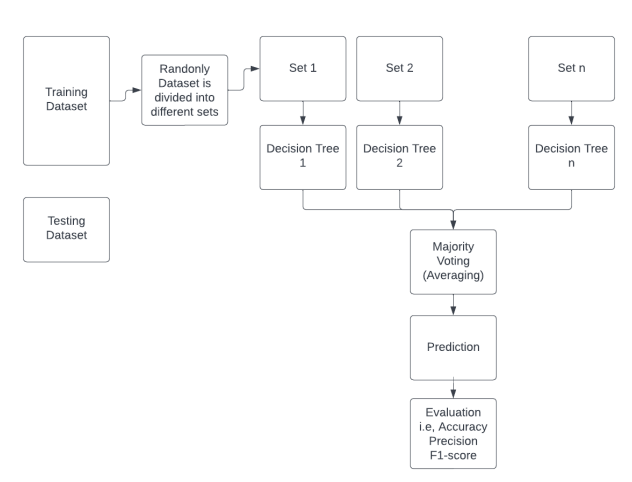 Training
Dataset
Randonly
Dataset is
divided into
different sets
Set 1
Set 2
Set n
Decision Tree
1
Decision Tree
2
Decision Tree
n
Testing
Dataset
Majority
Voting
(Averaging)
Prediction
Evaluation
i.e, Accuracy
Precision
F1-score